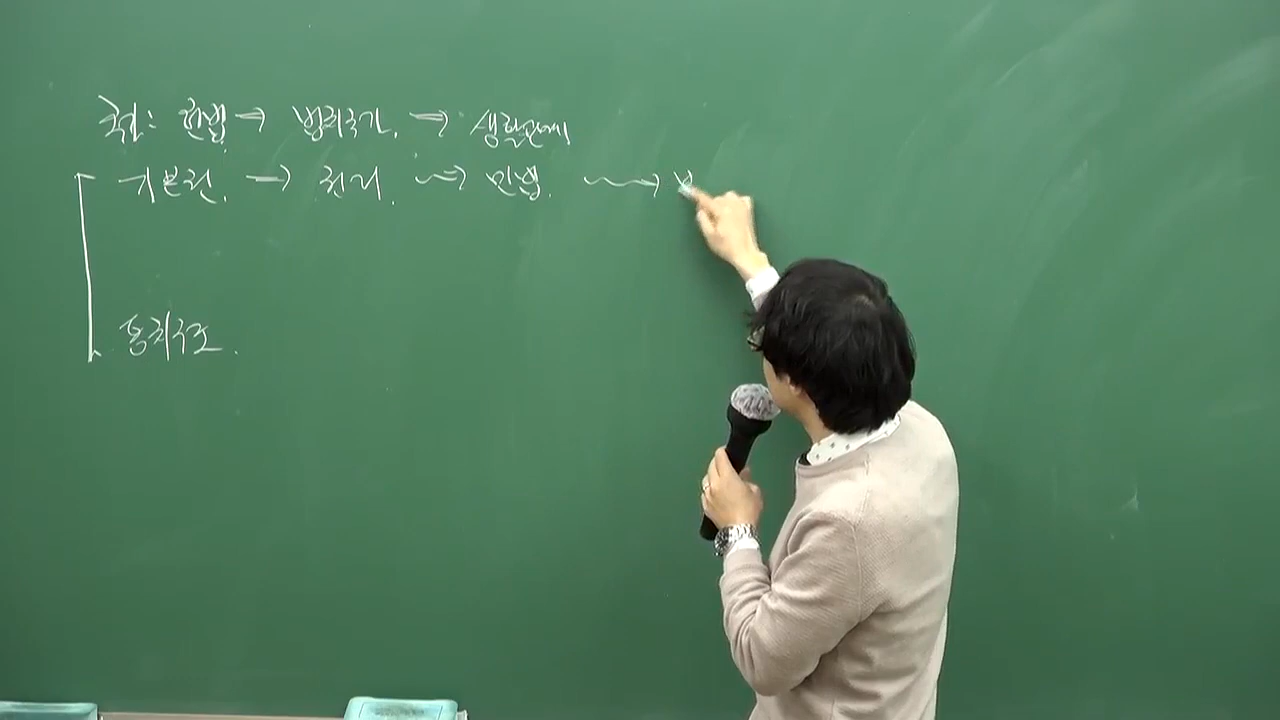 헌법 → 법치국가. → 생활관계
기본권. → 권리. → 민법.
통치구조.